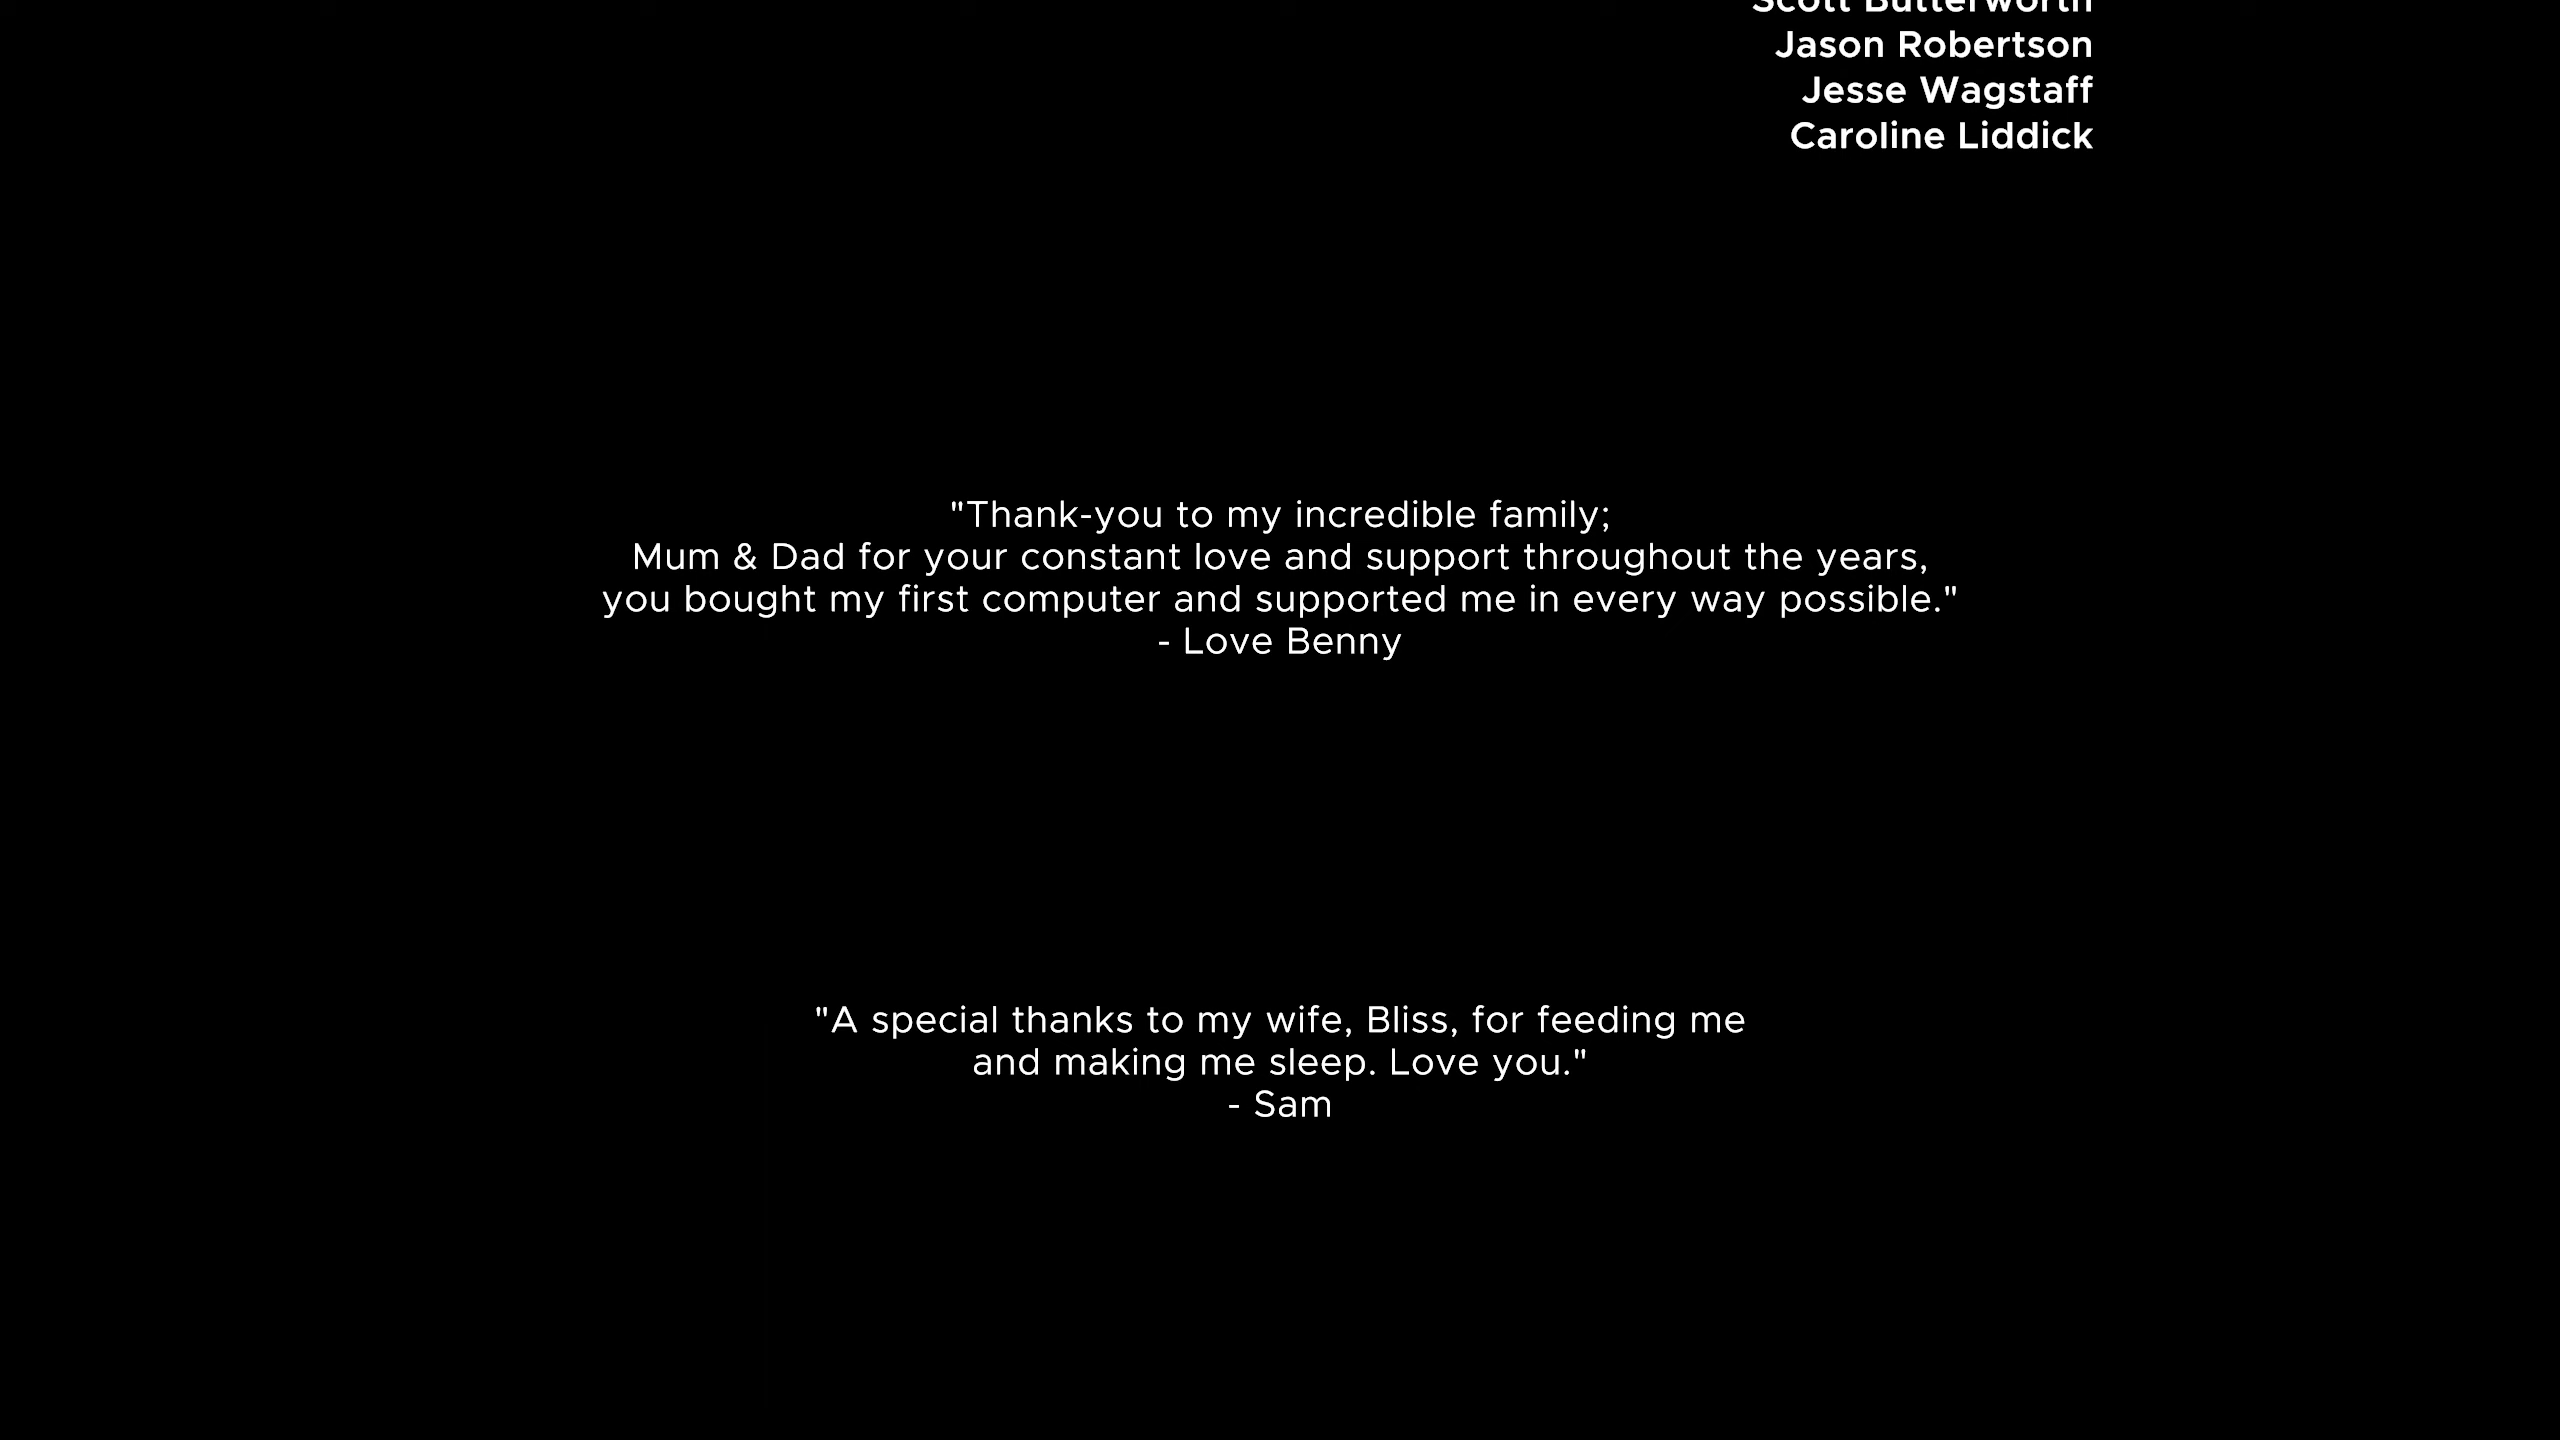 Scott Butterworth
Jason Robertson
Jesse Wagstaff
Caroline Liddick
"Thank-you to my incredible family;
Mum & Dad for your constant love and support throughout the years,
you bought my first computer and supported me in every way possible."
- Love Benny
"A special thanks to my wife, Bliss, for feeding me
and making me sleep. Love you."
- Sam